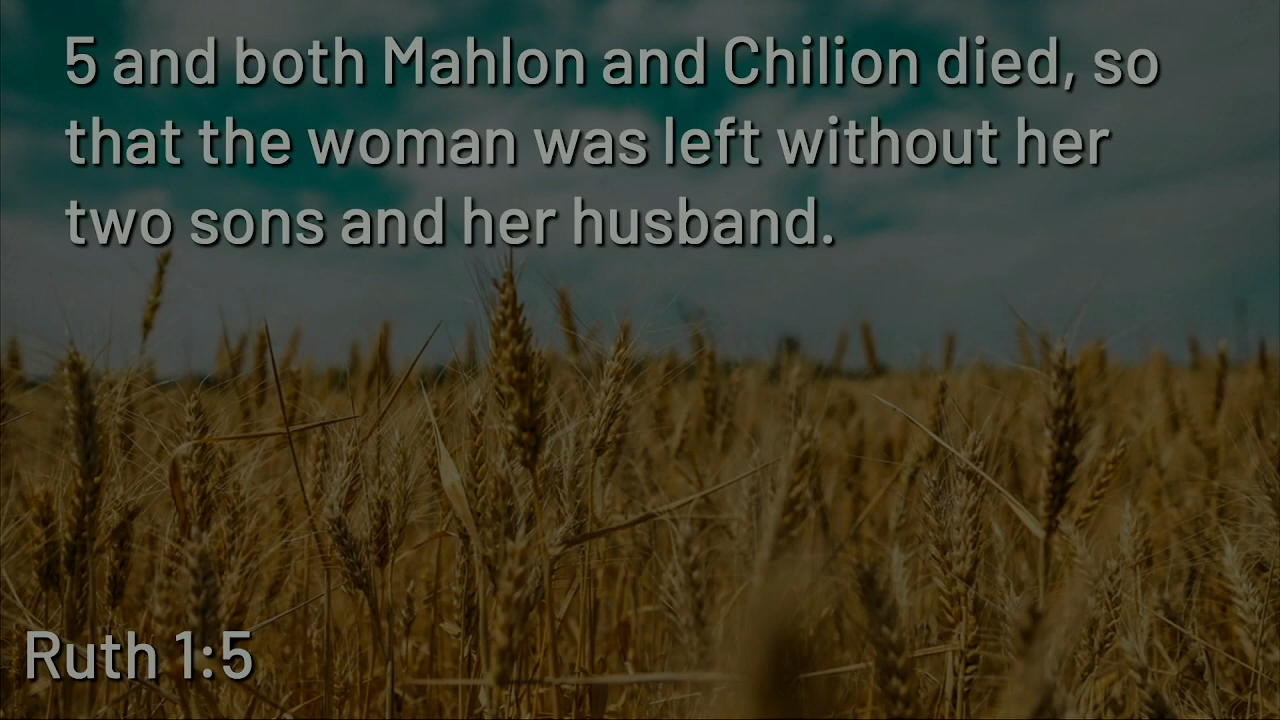 5 and both Mahlon and Chilion died, so
that the woman was left without her
two sons and her husband.
Ruth 1:5